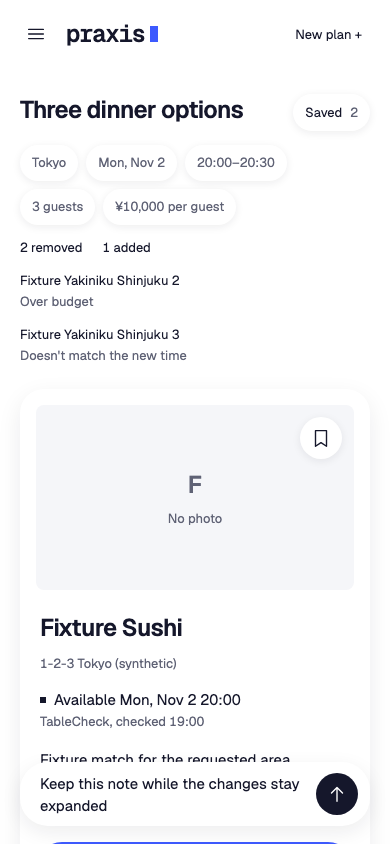 praxis
New plan +
Three dinner options
Saved 2
Tokyo
Mon, Nov 2
20:00–20:30
3 guests
¥10,000 per guest
2 removed
1 added
Fixture Yakiniku Shinjuku 2
Over budget
Fixture Yakiniku Shinjuku 3
Doesn't match the new time
F
No photo
Fixture Sushi
1-2-3 Tokyo (synthetic)
Available Mon, Nov 2 20:00
TableCheck, checked 19:00
Fixture match for the requested area
Keep this note while the changes stay
expanded